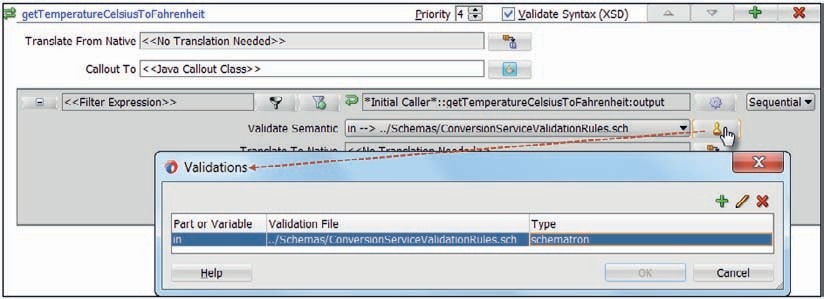 getTemperatureCelsiusToFahrenheit Priority 4 Validate Syntax (XSD)
Translate From Native <<No Translation Needed>>
Callout To <<Java Callout Class>>
<<Filter Expression>> *Initial Caller*::getTemperatureCelsiusToFahrenheit:output Sequential
Validate Semantic in --> ../Schemas/ConversionServiceValidationRules.sch
Translate To Native <<No Translation Needed>>
Validations
Part or Variable Validation File Type
in ../Schemas/ConversionServiceValidationRules.sch schematron
Help OK Cancel